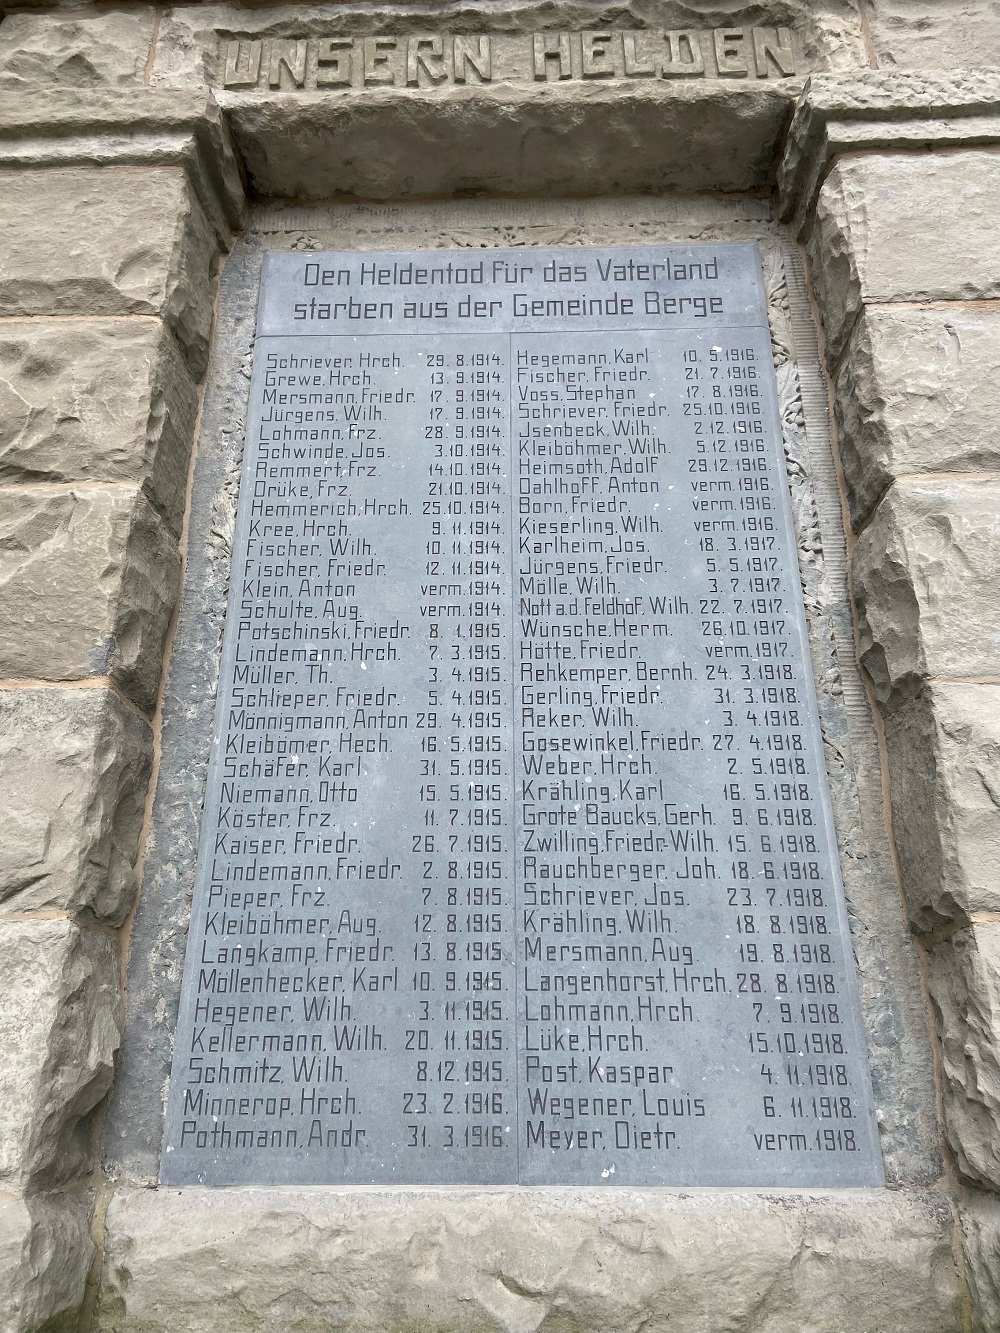 UNSERN HELDEN
Den Heldentod für das Vaterland
starben aus der Gemeinde Berge
Schriever. Hrch. 29. 8. 1914.
Grewe. Hrch. 13. 9. 1914.
Mersmann. Friedr. 17. 9. 1914.
Jürgens. Wilh. 17. 9. 1914.
Lohmann. Frz. 28. 9. 1914.
Schwinde. Jos. 3.10.1914.
Remmert. Frz. 14.10.1914.
Drüke. Frz. 21.10.1914.
Hemmerich. Hrch. 25.10.1914.
Kree. Hrch. 9. 11. 1914.
Fischer. Wilh. 10. 11. 1914.
Fischer. Friedr. 12. 11. 1914.
Klein. Anton verm. 1914.
Schulte. Aug. verm. 1914.
Potschinski. Friedr. 8. 1. 1915.
Lindemann. Hrch. 7. 3. 1915.
Müller. Th. 3. 4. 1915.
Schlieper. Friedr. 5. 4. 1915.
Mönnigmann. Anton 29. 4. 1915.
Kleibömer. Hech. 16. 5. 1915.
Schäfer. Karl 31. 5. 1915.
Niemann. Otto 15. 5. 1915.
Köster. Frz. 11. 7. 1915.
Kaiser. Friedr. 26. 7. 1915.
Lindemann. Friedr. 2. 8. 1915.
Pieper. Frz. 7. 8. 1915.
Kleiböhmer. Aug. 12. 8. 1915.
Langkamp. Friedr. 13. 8. 1915.
Möllenhecker. Karl 10. 9. 1915.
Hegener. Wilh. 3. 11. 1915.
Kellermann. Wilh. 20. 11. 1915.
Schmitz. Wilh. 8. 12. 1915.
Minnerop. Hrch. 23. 2. 1916.
Pothmann. Andr. 31. 3. 1916.
Hegemann. Karl 10. 5. 1916.
Fischer. Friedr. 21. 7. 1916.
Voss. Stephan 17. 8. 1916.
Schriever. Friedr. 25.10.1916.
Jsenbeck. Wilh. 2.12.1916.
Kleiböhmer. Wilh. 5.12.1916.
Heimsoth. Adolf 29.12.1916.
Dahlhoff. Anton verm. 1916.
Born. Friedr. verm. 1916.
Kieserling. Wilh. verm. 1916.
Karlheim. Jos. 18. 3. 1917.
Jürgens. Friedr. 5. 5. 1917.
Mölle. Wilh. 3. 7. 1917.
Nott a.d. Feldhof. Wilh. 22. 7. 1917.
Wünsche. Herm. 26.10.1917.
Hötte. Friedr. verm. 1917.
Rehkemper. Bernh. 24. 3. 1918.
Gerling. Friedr. 31. 3. 1918.
Reker. Wilh. 3. 4. 1918.
Gosewinkel. Friedr. 27. 4. 1918.
Weber. Hrch. 2. 5. 1918.
Krähling. Karl 16. 5. 1918.
Grote Baucks. Gerh. 9. 6. 1918.
Zwilling. Friedr.-Wilh. 15. 6. 1918.
Rauchberger. Joh. 18. 6. 1918.
Schriever. Jos. 23. 7. 1918.
Krähling. Wilh. 18. 8. 1918.
Mersmann. Aug. 19. 8. 1918.
Langenhorst. Hrch. 28. 8. 1918.
Lohmann. Hrch. 7. 9. 1918.
Lüke. Hrch. 15.10. 1918.
Post. Kaspar 4. 11. 1918.
Wegener. Louis 6. 11. 1918.
Meyer. Dietr. verm. 1918.